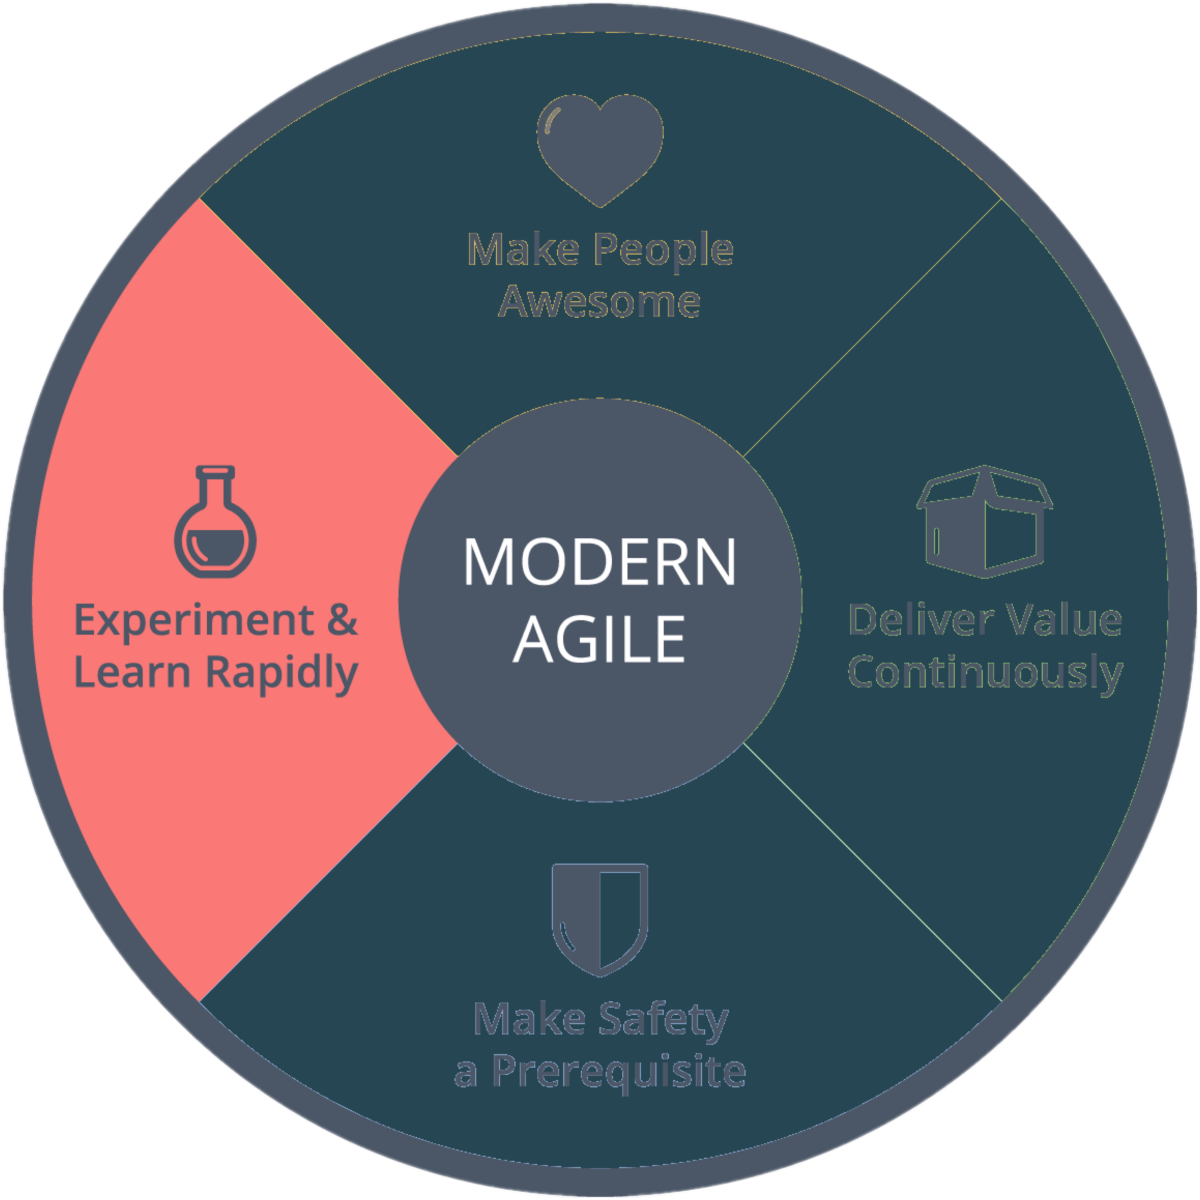 Make People
Awesome
Experiment &
Learn Rapidly
MODERN
AGILE
Deliver Value
Continuously
Make Safety
a Prerequisite